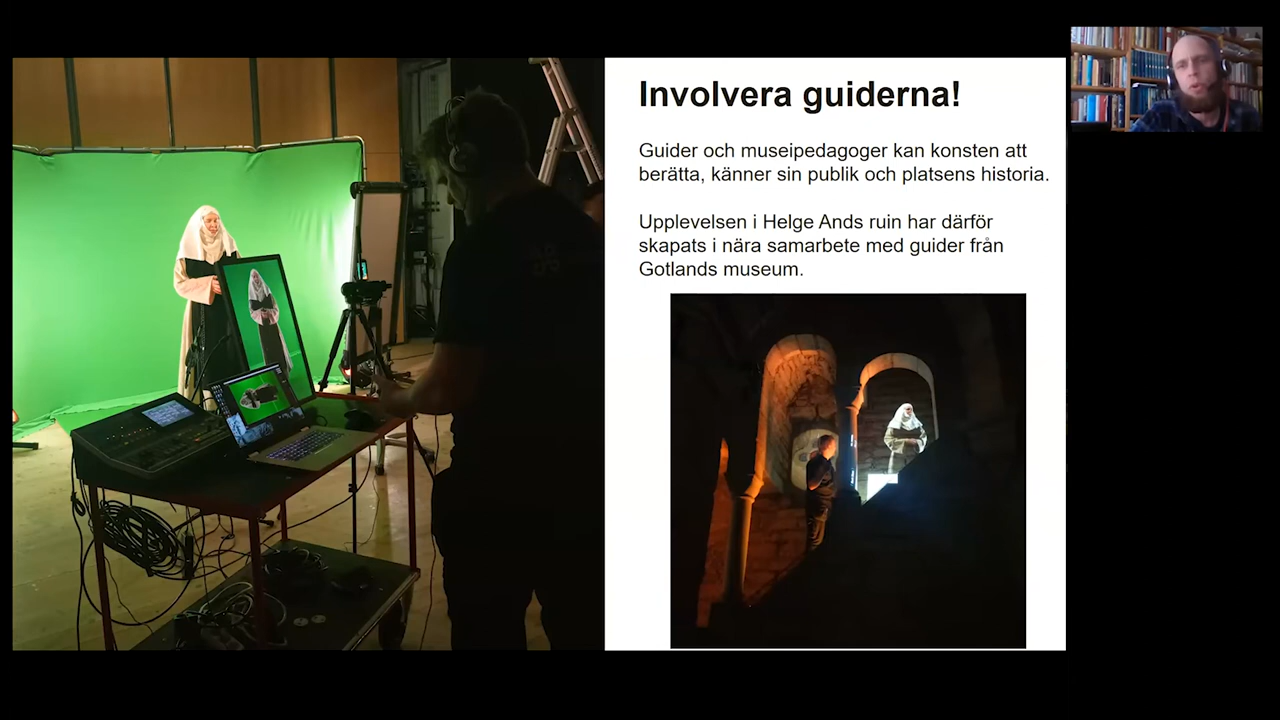 Involvera guiderna!
Guider och museipedagoger kan konsten att
berätta, känner sin publik och platsens historia.
Upplevelsen i Helge Ands ruin har därför
skapats i nära samarbete med guider från
Gotlands museum.